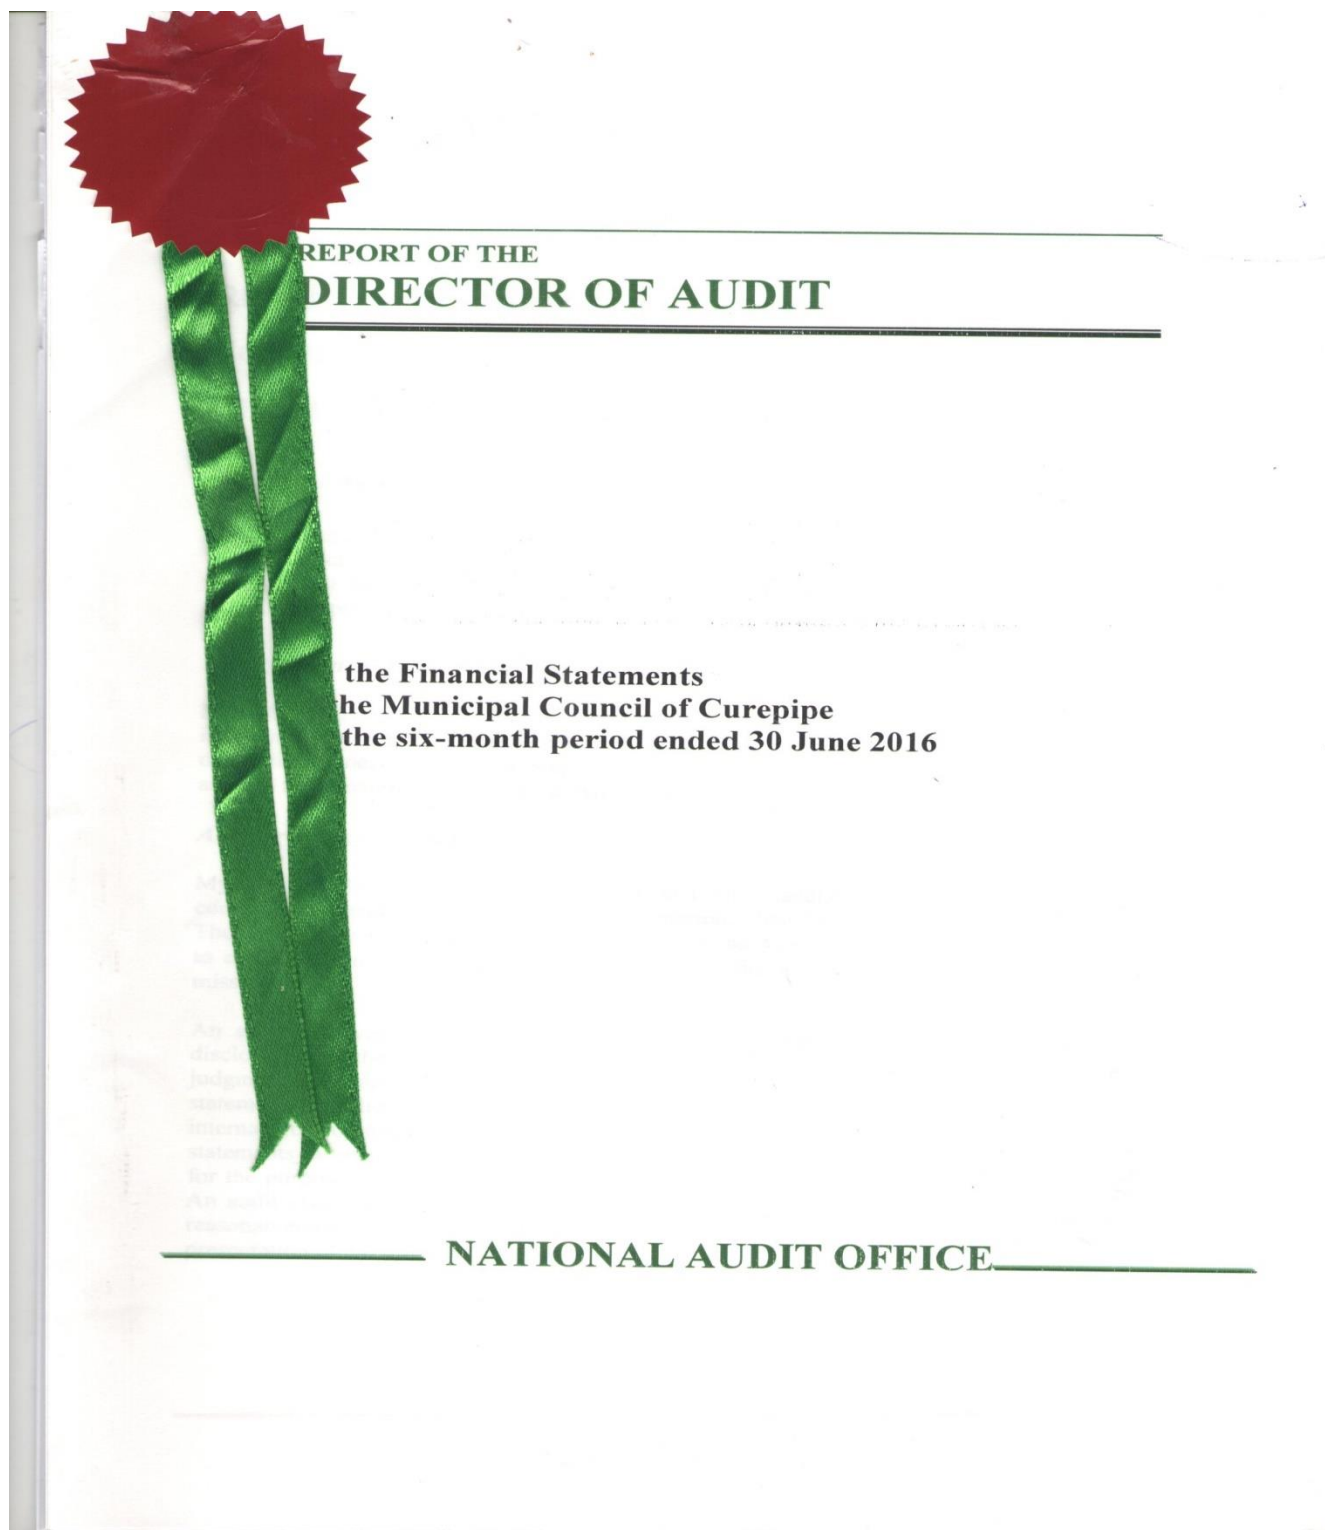 REPORT OF THE
DIRECTOR OF AUDIT
the Financial Statements
the Municipal Council of Curepipe
the six-month period ended 30 June 2016
NATIONAL AUDIT OFFICE